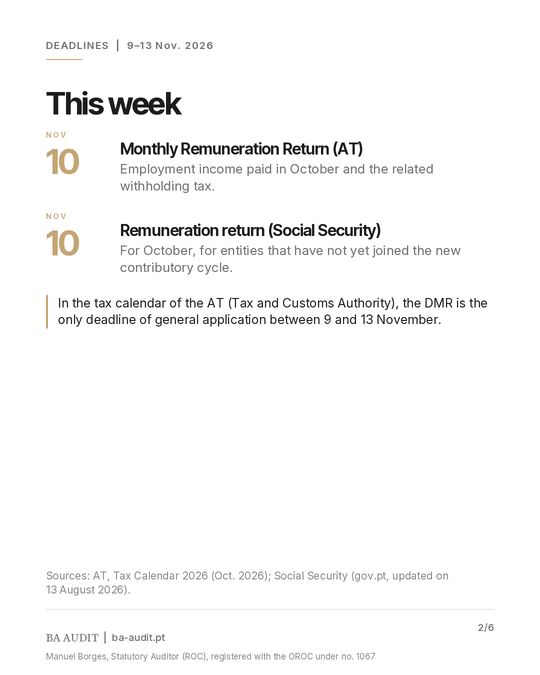 DEADLINES | 9–13 Nov. 2026
This week
NOV
10
Monthly Remuneration Return (AT)
Employment income paid in October and the related
withholding tax.
NOV
10
Remuneration return (Social Security)
For October, for entities that have not yet joined the new
contributory cycle.
In the tax calendar of the AT (Tax and Customs Authority), the DMR is the
only deadline of general application between 9 and 13 November.
Sources: AT, Tax Calendar 2026 (Oct. 2026); Social Security (gov.pt, updated on
13 August 2026).
2/6
BA AUDIT | ba-audit.pt
Manuel Borges, Statutory Auditor (ROC), registered with the OROC under no. 1067